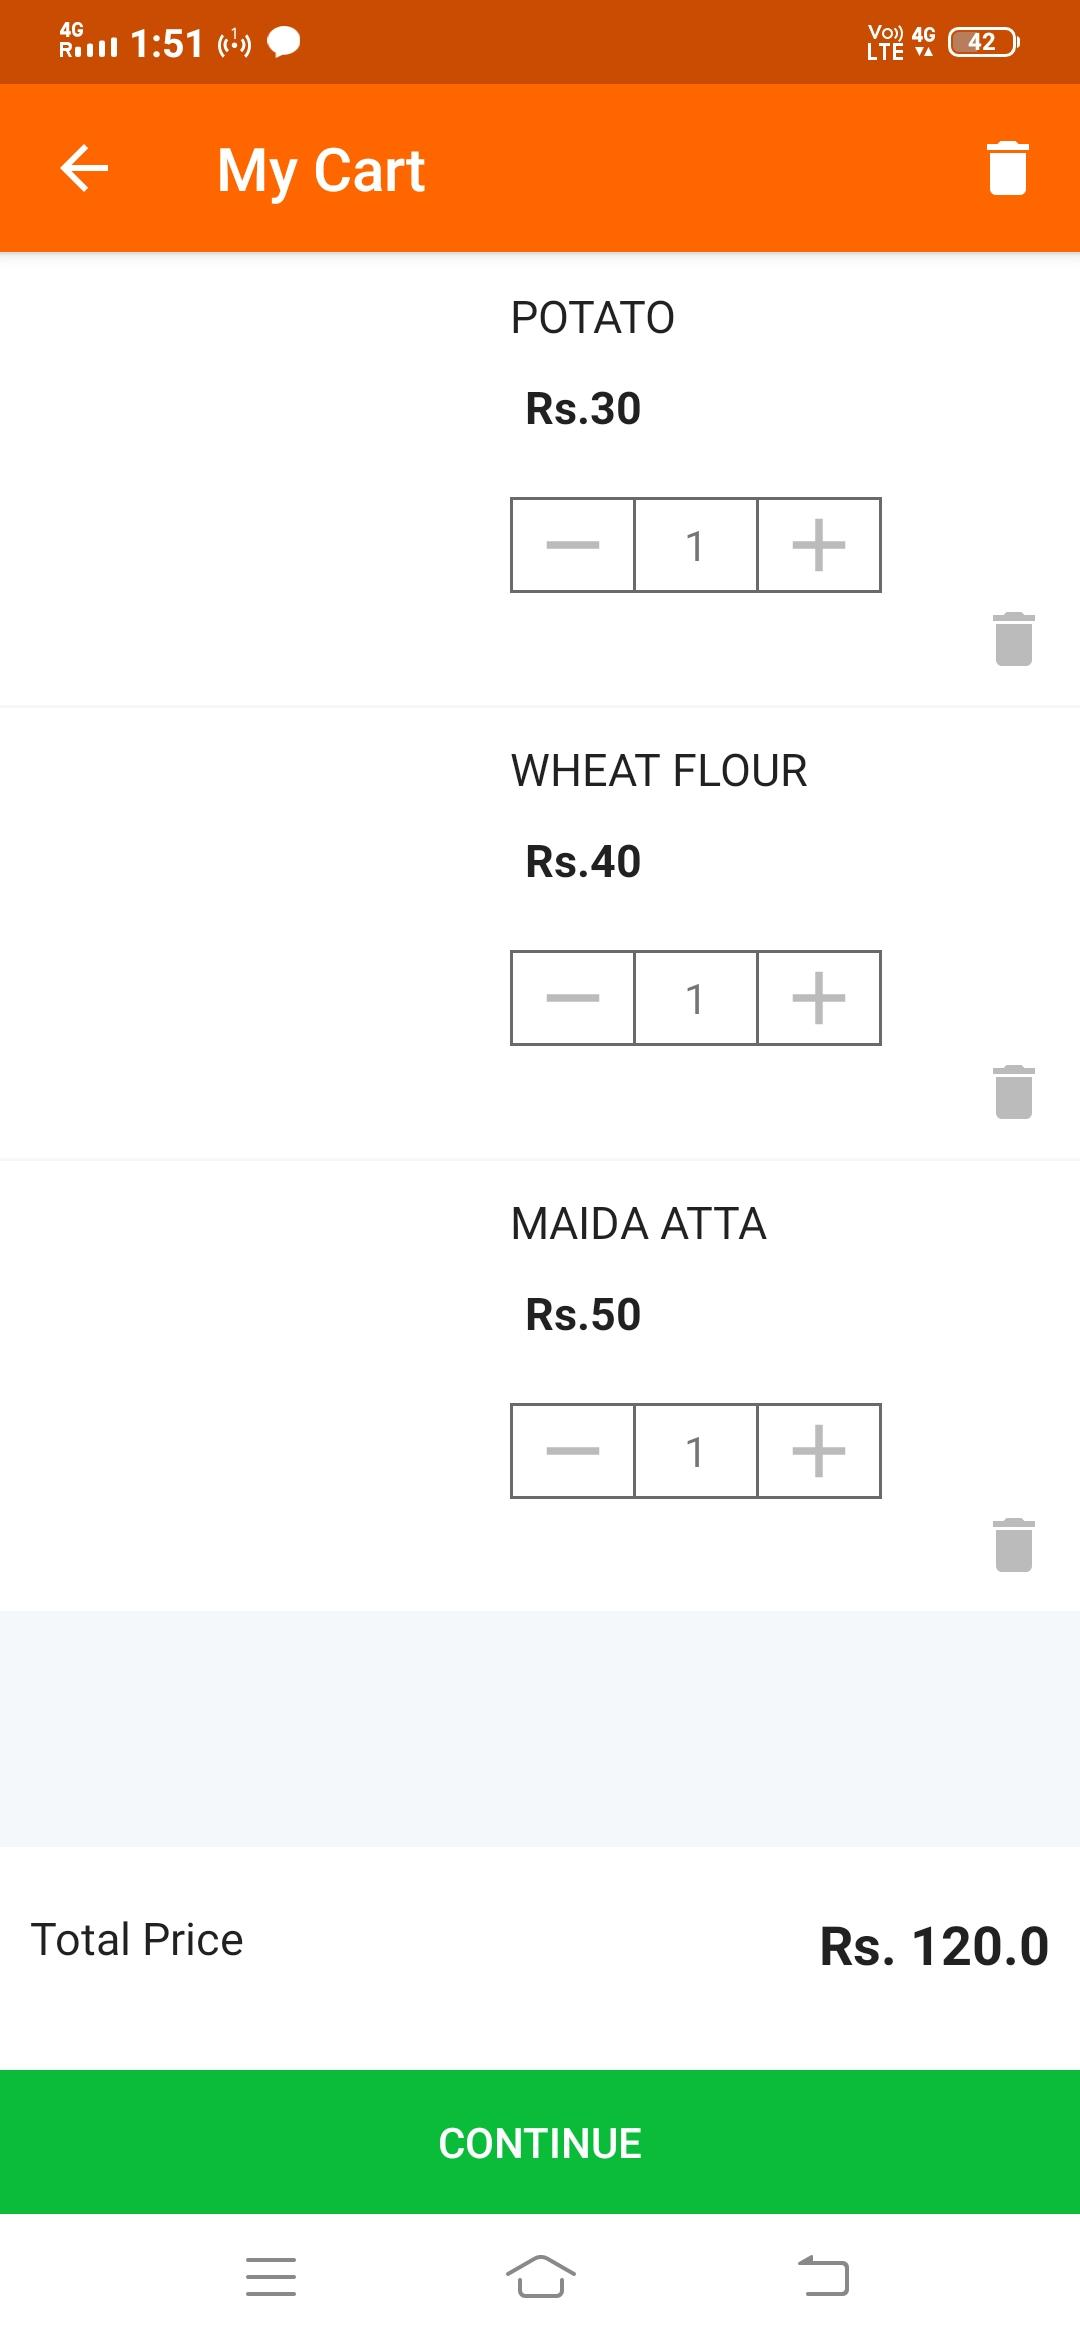 4G
R 1:51 1 Vo)) LTE 4G 42
My Cart
POTATO
Rs.30
1
WHEAT FLOUR
Rs.40
1
MAIDA ATTA
Rs.50
1
Total Price Rs. 120.0
CONTINUE